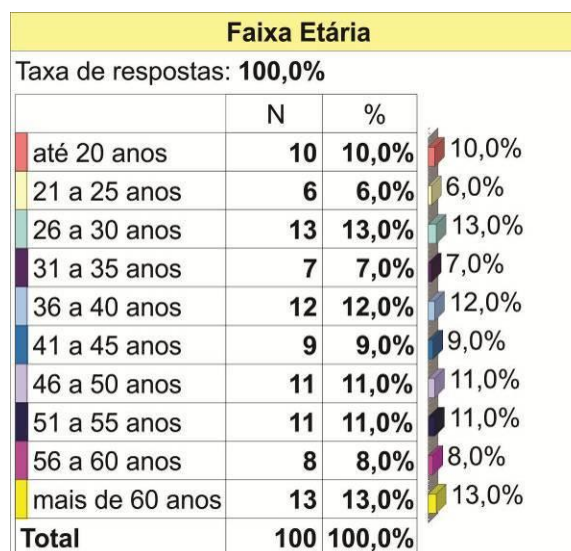 Faixa Etária
Taxa de respostas: 100,0%
N %
até 20 anos 10 10,0% 10,0%
21 a 25 anos 6 6,0% 6,0%
26 a 30 anos 13 13,0% 13,0%
31 a 35 anos 7 7,0% 7,0%
36 a 40 anos 12 12,0% 12,0%
41 a 45 anos 9 9,0% 9,0%
46 a 50 anos 11 11,0% 11,0%
51 a 55 anos 11 11,0% 11,0%
56 a 60 anos 8 8,0% 8,0%
mais de 60 anos 13 13,0% 13,0%
Total 100 100,0%